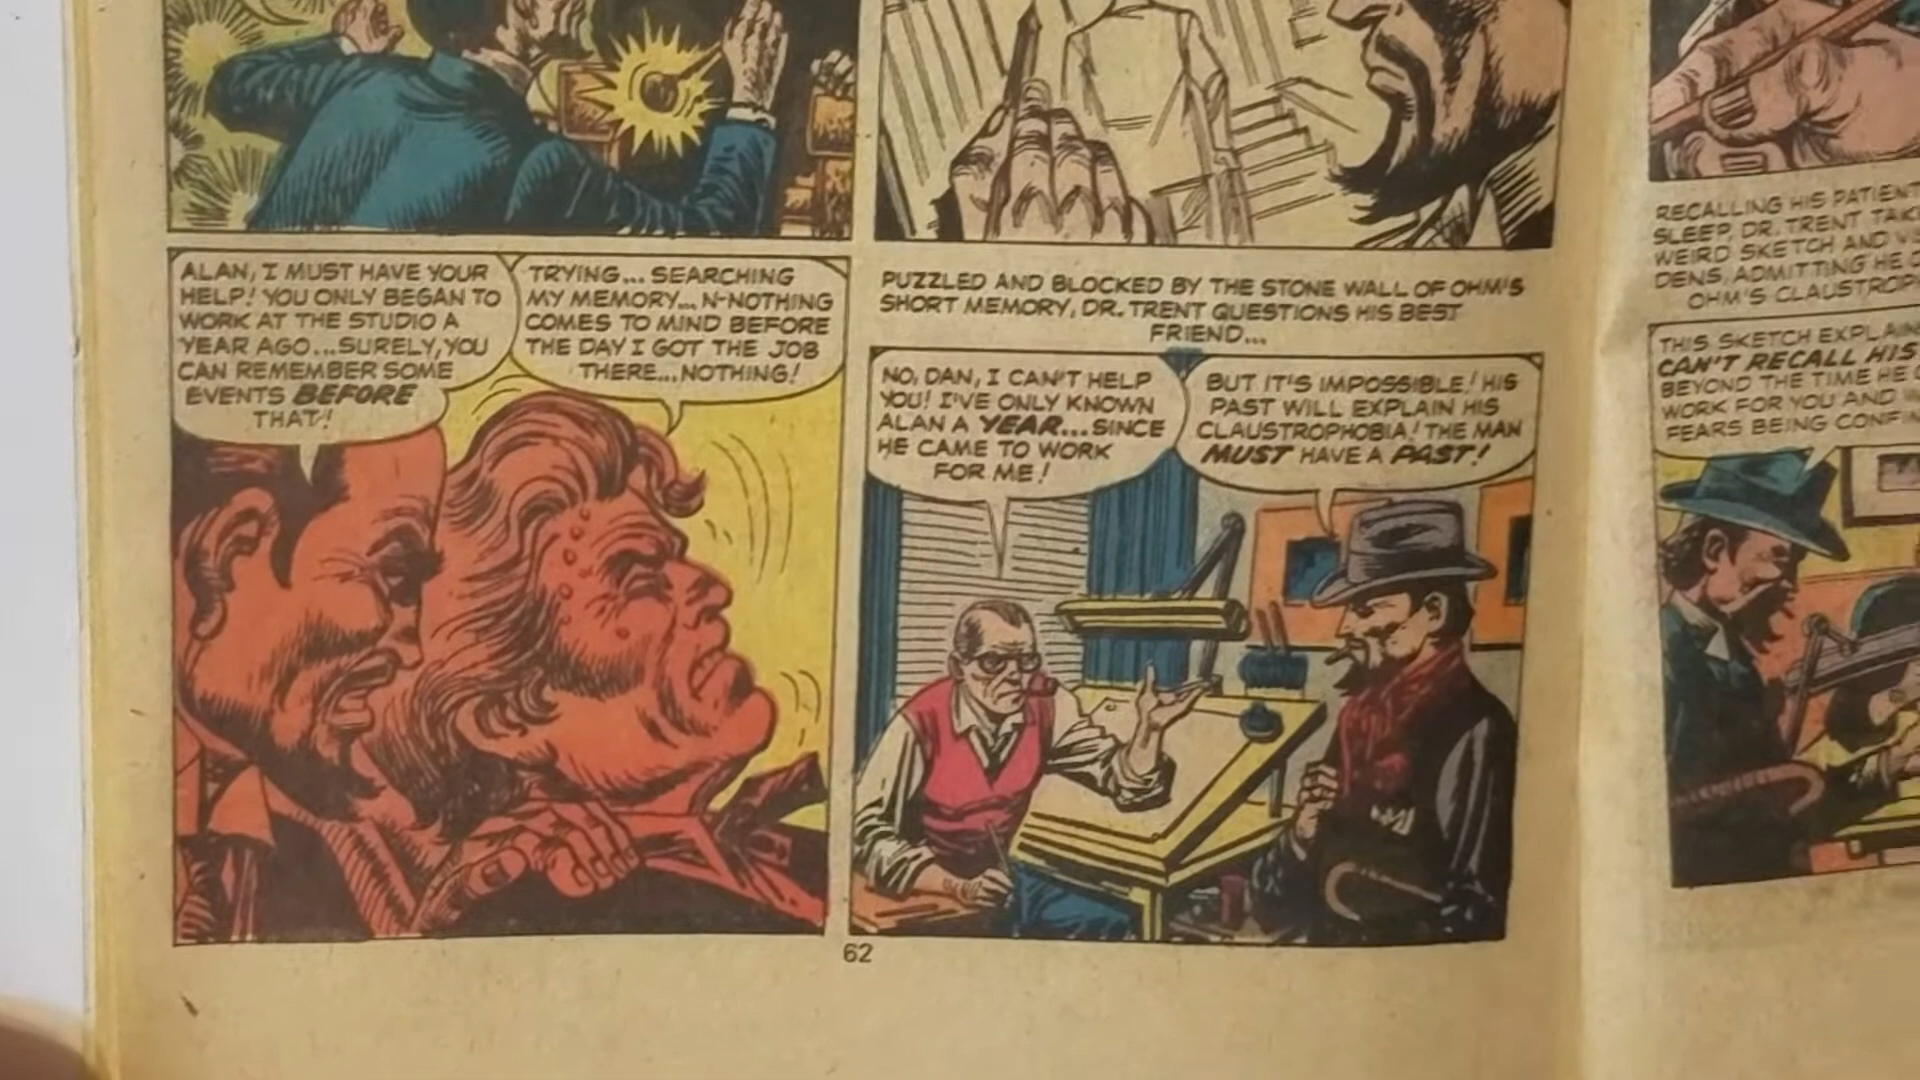 ALAN, I MUST HAVE YOUR
HELP! YOU ONLY BEGAN TO
WORK AT THE STUDIO A
YEAR AGO... SURELY, YOU
CAN REMEMBER SOME
EVENTS BEFORE
THAT!
TRYING... SEARCHING
MY MEMORY... N-NOTHING
COMES TO MIND BEFORE
THE DAY I GOT THE JOB
THERE... NOTHING!
PUZZLED AND BLOCKED BY THE STONE WALL OF OHM'S
SHORT MEMORY, DR. TRENT QUESTIONS HIS BEST
FRIEND...
NO, DAN, I CAN'T HELP
YOU! I'VE ONLY KNOWN
ALAN A YEAR... SINCE
HE CAME TO WORK
FOR ME!
BUT IT'S IMPOSSIBLE! HIS
PAST WILL EXPLAIN HIS
CLAUSTROPHOBIA! THE MAN
MUST HAVE A PAST!
62
RECALLING HIS PATIENT
SLEEP, DR. TRENT
WEIRD SKETCH AND
DENS, ADMITTING HE
OHM'S
THIS SKETCH
CAN'T RECALL HIS
BEYOND THE TIME HE
WORK FOR YOU AND
FEARS BEING